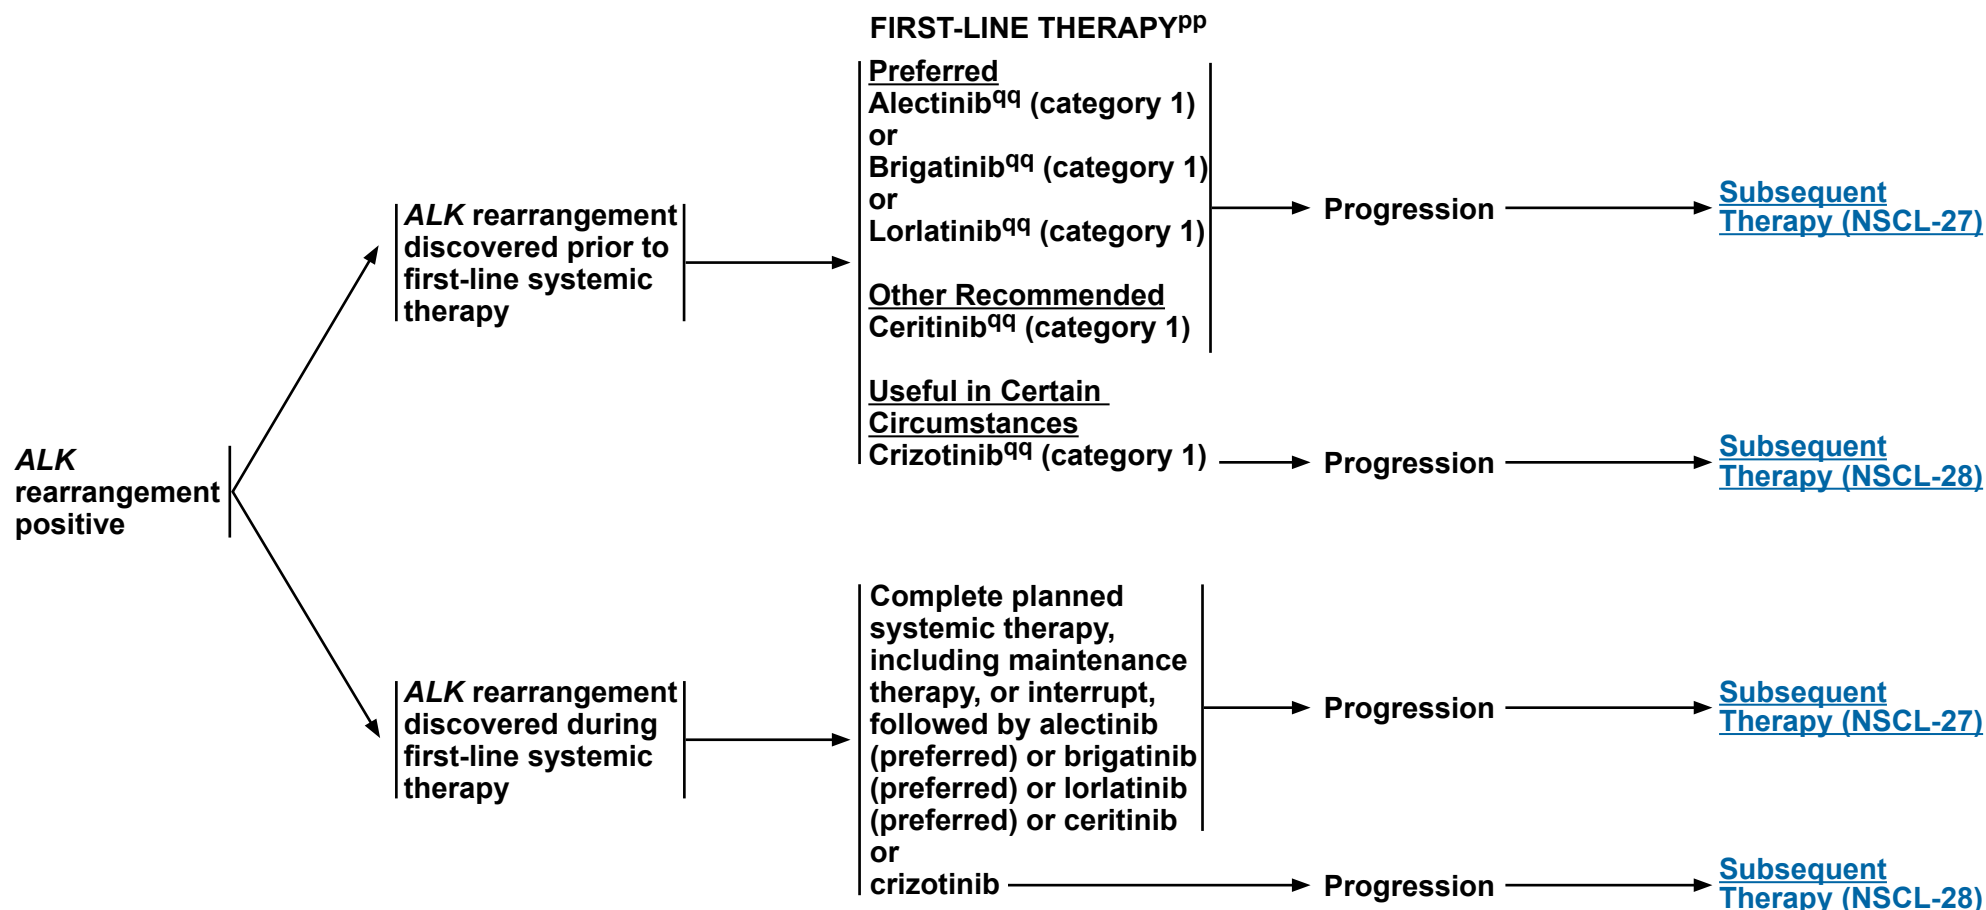 FIRST-LINE THERAPYpp
Preferred
Alectinibqq (category 1)
or
Brigatinibqq (category 1)
or
Lorlatinibqq (category 1)
Other Recommended
Ceritinibqq (category 1)
Useful in Certain
Circumstances
Crizotinibqq (category 1)
Progression
Subsequent
Therapy (NSCL-27)
Progression
Subsequent
Therapy (NSCL-28)
ALK rearrangement
discovered prior to
first-line systemic
therapy
ALK
rearrangement
positive
ALK rearrangement
discovered during
first-line systemic
therapy
Complete planned
systemic therapy,
including maintenance
therapy, or interrupt,
followed by alectinib
(preferred) or brigatinib
(preferred) or lorlatinib
(preferred) or ceritinib
or
crizotinib
Progression
Subsequent
Therapy (NSCL-27)
Progression
Subsequent
Therapy (NSCL-28)